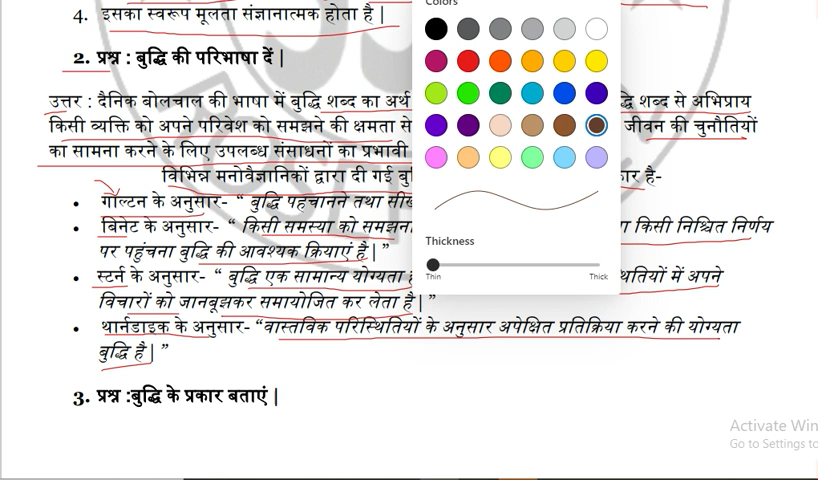 4. इसका स्वरूप मूलता संज्ञानात्मक होता है |
Colors
2. प्रश्न : बुद्धि की परिभाषा दें |
उत्तर : दैनिक बोलचाल की भाषा में बुद्धि शब्द का अर्थ शब्द से अभिप्राय
किसी व्यक्ति को अपने परिवेश को समझने की क्षमता से जीवन की चुनौतियों
का सामना करने के लिए उपलब्ध संसाधनों का प्रभावी
विभिन्न मनोवैज्ञानिकों द्वारा दी गई है-
• गॉल्टन के अनुसार- “ बुद्धि पहचानने तथा
• बिनेट के अनुसार- “ किसी समस्या को समझना किसी निश्चित निर्णय
पर पहुंचना बुद्धि की आवश्यक क्रियाएं है | ”
Thickness
Thin Thick
• स्टर्न के अनुसार- “ बुद्धि एक सामान्य योग्यता में अपने
विचारों को जानबूझकर समायोजित कर लेता है | ”
• थार्नडाइक के अनुसार- “वास्तविक परिस्थितियों के अनुसार अपेक्षित प्रतिक्रिया करने की योग्यता
बुद्धि है | ”
3. प्रश्न :बुद्धि के प्रकार बताएं |
Activate Win
Go to Settings to